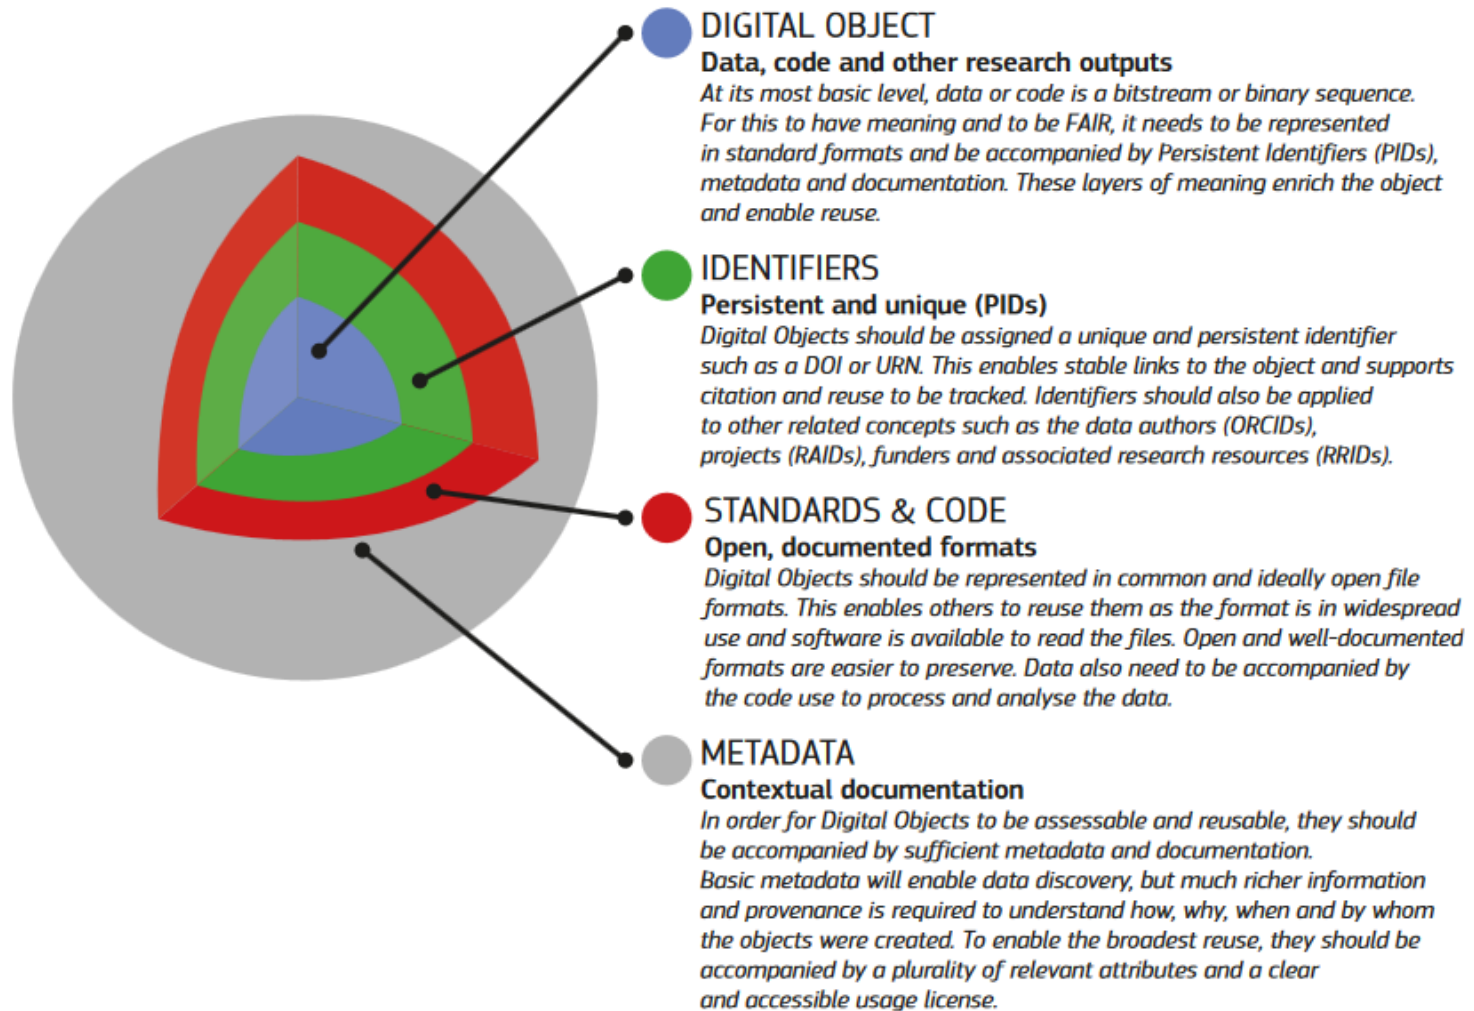 DIGITAL OBJECT
Data, code and other research outputs
At its most basic level, data or code is a bitstream or binary sequence.
For this to have meaning and to be FAIR, it needs to be represented
in standard formats and be accompanied by Persistent Identifiers (PIDs),
metadata and documentation. These layers of meaning enrich the object
and enable reuse.
IDENTIFIERS
Persistent and unique (PIDs)
Digital Objects should be assigned a unique and persistent identifier
such as a DOI or URN. This enables stable links to the object and supports
citation and reuse to be tracked. Identifiers should also be applied
to other related concepts such as the data authors (ORCIDs),
projects (RAIDs), funders and associated research resources (RRIDs).
STANDARDS & CODE
Open, documented formats
Digital Objects should be represented in common and ideally open file
formats. This enables others to reuse them as the format is in widespread
use and software is available to read the files. Open and well-documented
formats are easier to preserve. Data also need to be accompanied by
the code use to process and analyse the data.
METADATA
Contextual documentation
In order for Digital Objects to be assessable and reusable, they should
be accompanied by sufficient metadata and documentation.
Basic metadata will enable data discovery, but much richer information
and provenance is required to understand how, why, when and by whom
the objects were created. To enable the broadest reuse, they should be
accompanied by a plurality of relevant attributes and a clear
and accessible usage license.